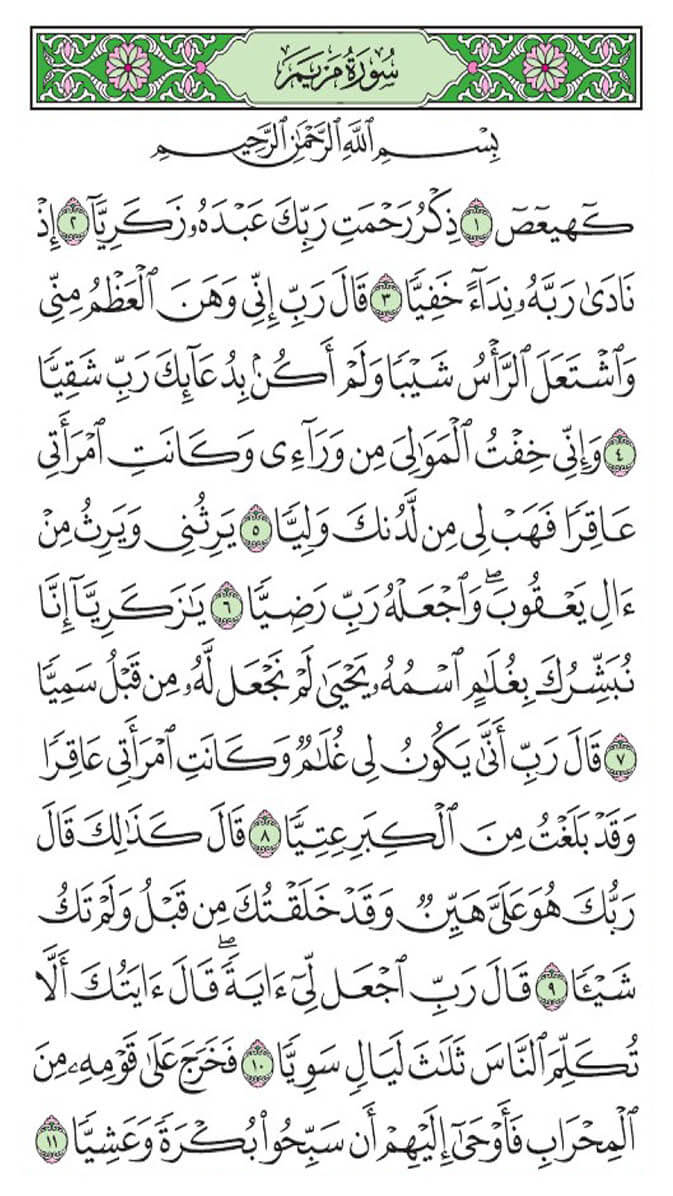 سُورَةُ مَرْيَمَ
بِسْمِ ٱللَّهِ ٱلرَّحْمَٰنِ ٱلرَّحِيمِ
كٓهيعٓصٓ ١ ذِكْرُ رَحْمَتِ رَبِّكَ عَبْدَهُۥ زَكَرِيَّآ ٢ إِذْ
نَادَىٰ رَبَّهُۥ نِدَآءً خَفِيًّا ٣ قَالَ رَبِّ إِنِّي وَهَنَ ٱلْعَظْمُ مِنِّي
وَٱشْتَعَلَ ٱلرَّأْسُ شَيْبًا وَلَمْ أَكُنۢ بِدُعَآئِكَ رَبِّ شَقِيًّا
٤ وَإِنِّي خِفْتُ ٱلْمَوَٰلِيَ مِن وَرَآءِي وَكَانَتِ ٱمْرَأَتِي
عَاقِرًا فَهَبْ لِي مِن لَّدُنكَ وَلِيًّا ٥ يَرِثُنِي وَيَرِثُ مِنْ
ءَالِ يَعْقُوبَۖ وَٱجْعَلْهُ رَبِّ رَضِيًّا ٦ يَٰزَكَرِيَّآ إِنَّا
نُبَشِّرُكَ بِغُلَٰمٍ ٱسْمُهُۥ يَحْيَىٰ لَمْ نَجْعَل لَّهُۥ مِن قَبْلُ سَمِيًّا
٧ قَالَ رَبِّ أَنَّىٰ يَكُونُ لِي غُلَٰمٌ وَكَانَتِ ٱمْرَأَتِي عَاقِرًا
وَقَدْ بَلَغْتُ مِنَ ٱلْكِبَرِ عِتِيًّا ٨ قَالَ كَذَٰلِكَ قَالَ
رَبُّكَ هُوَ عَلَيَّ هَيِّنٌ وَقَدْ خَلَقْتُكَ مِن قَبْلُ وَلَمْ تَكُ
شَيْـًٔا ٩ قَالَ رَبِّ ٱجْعَل لِّيٓ ءَايَةًۖ قَالَ ءَايَتُكَ أَلَّا
تُكَلِّمَ ٱلنَّاسَ ثَلَٰثَ لَيَالٍ سَوِيًّا ١٠ فَخَرَجَ عَلَىٰ قَوْمِهِۦ مِنَ
ٱلْمِحْرَابِ فَأَوْحَىٰٓ إِلَيْهِمْ أَن سَبِّحُوا۟ بُكْرَةً وَعَشِيًّا ١١